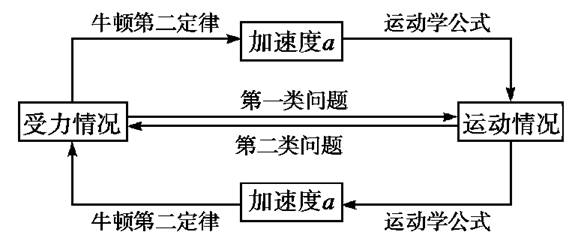 牛顿第二定律
加速度a
运动学公式
受力情况
第一类问题
第二类问题
运动情况
牛顿第二定律
加速度a
运动学公式